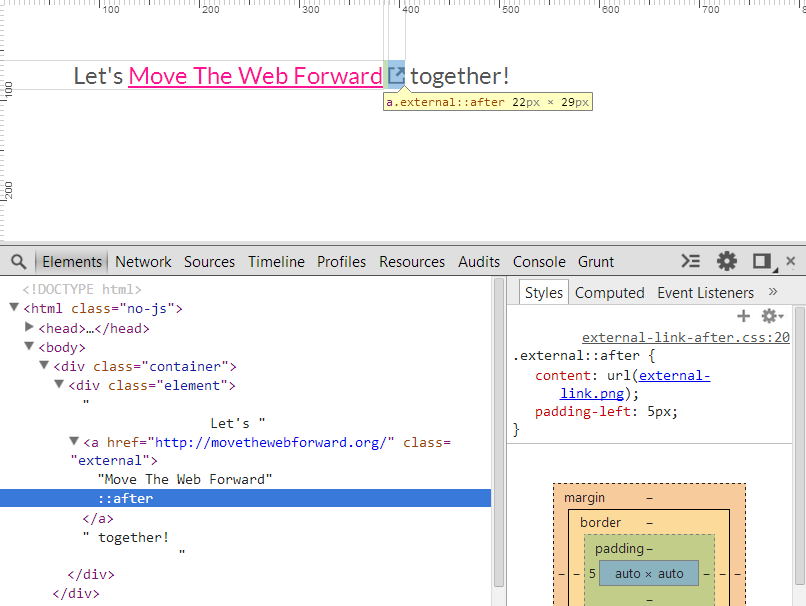 100 200 300 400 500 600 700
100
200
Let's Move The Web Forward together!
a.external::after 22px × 29px
Elements Network Sources Timeline Profiles Resources Audits Console Grunt
<!DOCTYPE html>
<html class="no-js">
<head>…</head>
<body>
<div class="container">
<div class="element">
"
Let's "
<a href="http://movethewebforward.org/" class=
"external">
"Move The Web Forward"
::after
</a>
" together!
"
</div>
</div>
Styles Computed Event Listeners »
external-link-after.css:20
.external::after {
content: url(external-
link.png);
padding-left: 5px;
}
margin –
border –
padding –
– – 5 auto × auto – – –
–